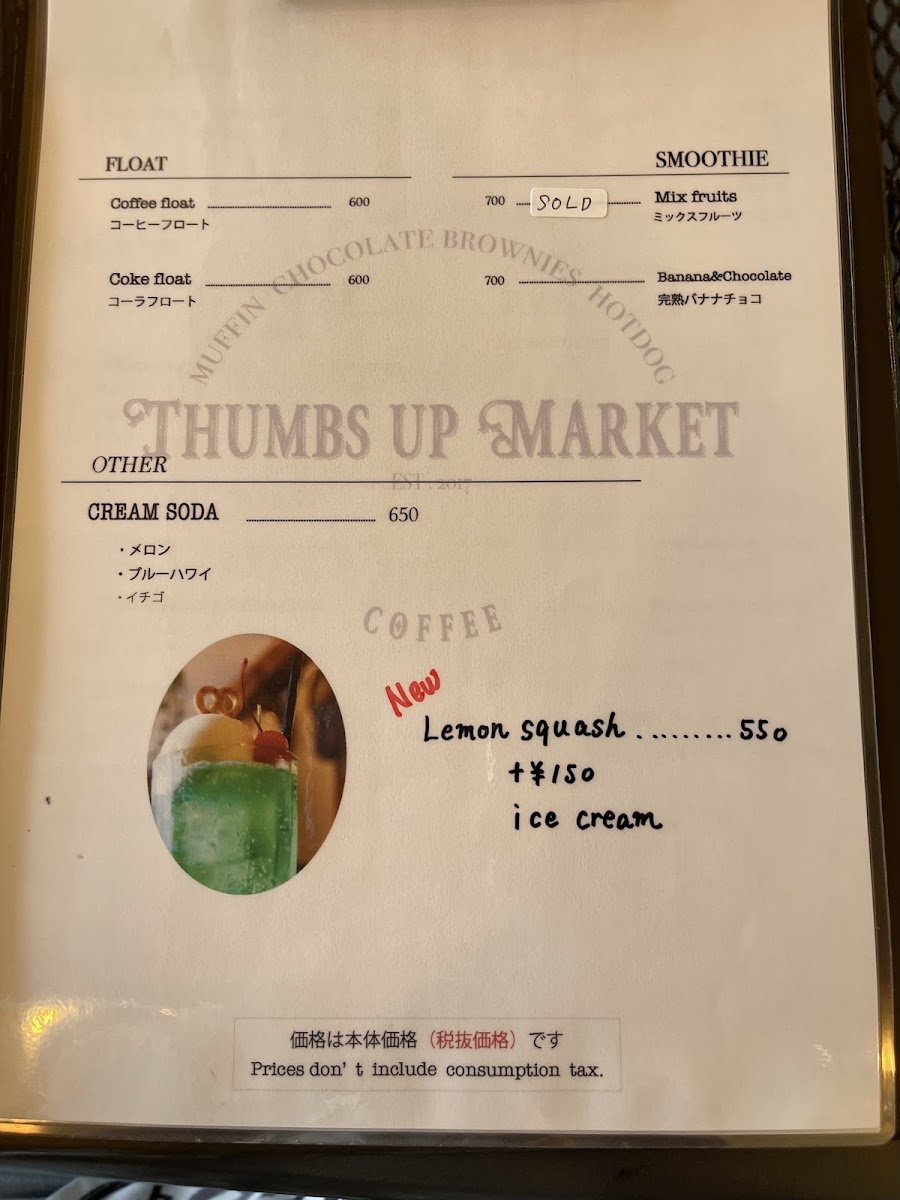 FLOAT
Coffee float 600
コーヒーフロート
Coke float 600
コーラフロート
SMOOTHIE
700 SOLD Mix fruits
ミックスフルーツ
700 Banana&Chocolate
完熟バナナチョコ
MUFFIN CHOCOLATE BROWNIES HOTDOG
THUMBS UP MARKET
EST. 2017
COFFEE
OTHER
CREAM SODA 650
・メロン
・ブルーハワイ
・イチゴ
New
Lemon squash ......... 550
+¥150
ice cream
価格は本体価格（税抜価格）です
Prices don't include consumption tax.